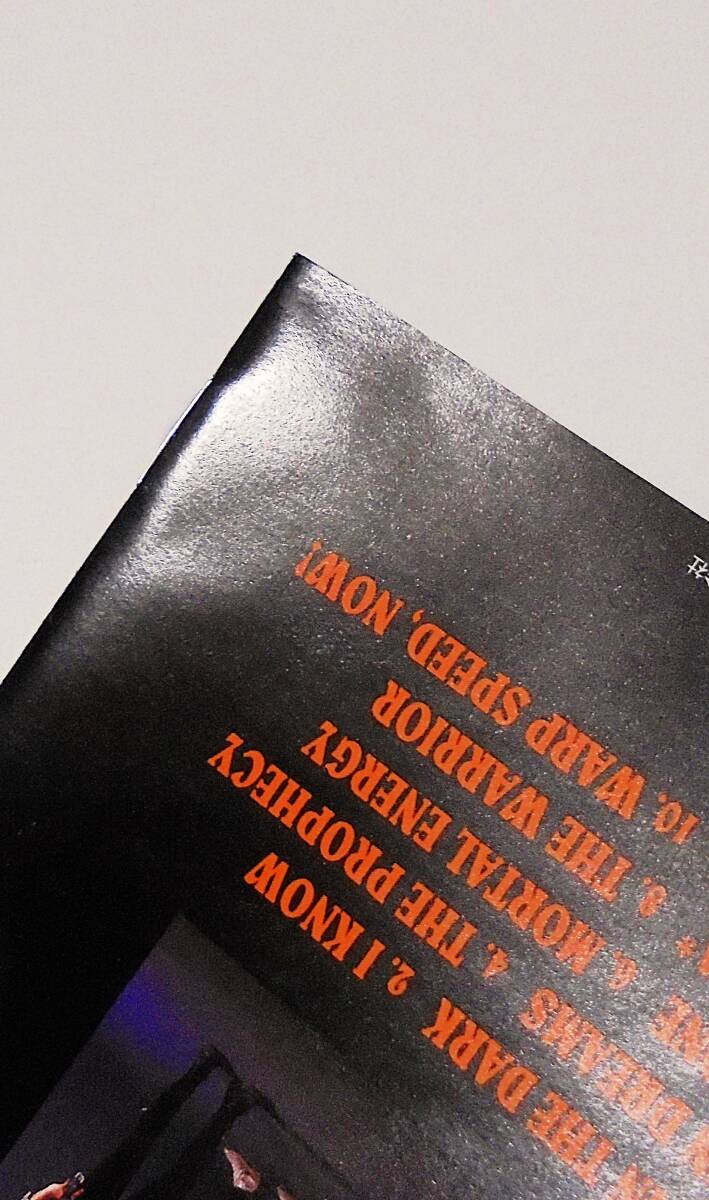 THE DARK 2. I KNOW
DREAMS 4. THE PROPHECY
6. MORTAL ENERGY
8. THE WARRIOR
10. WARP SPEED, NOW!